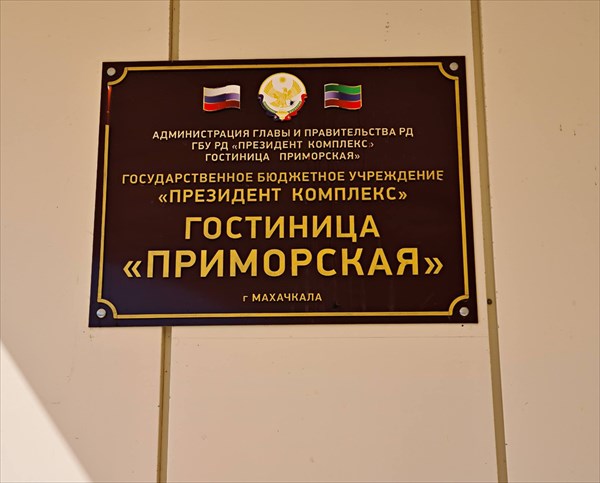 АДМИНИСТРАЦИЯ ГЛАВЫ И ПРАВИТЕЛЬСТВА РД
ГБУ РД «ПРЕЗИДЕНТ КОМПЛЕКС»
ГОСТИНИЦА ПРИМОРСКАЯ»
ГОСУДАРСТВЕННОЕ БЮДЖЕТНОЕ УЧРЕЖДЕНИЕ
«ПРЕЗИДЕНТ КОМПЛЕКС»
ГОСТИНИЦА
«ПРИМОРСКАЯ»
г МАХАЧКАЛА